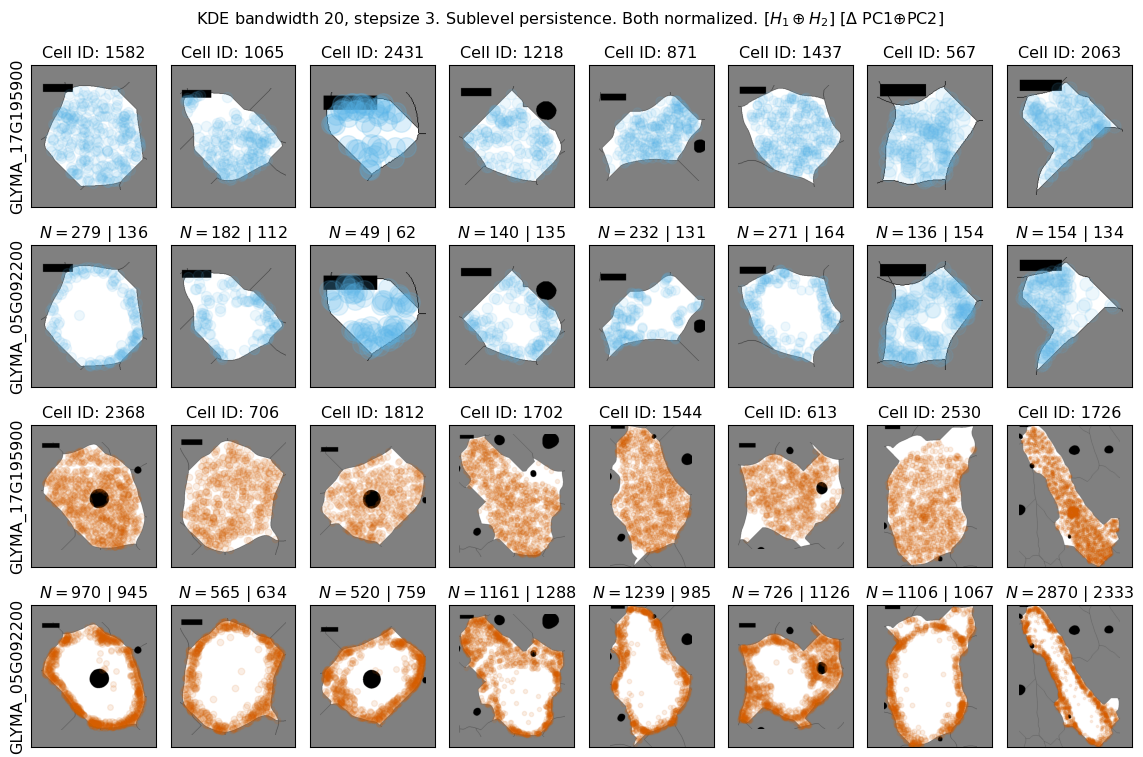 KDE bandwidth 20, stepsize 3. Sublevel persistence. Both normalized. [H₁ ⊕ H₂] [Δ PC1⊕PC2]
Cell ID: 1582 Cell ID: 1065 Cell ID: 2431 Cell ID: 1218 Cell ID: 871 Cell ID: 1437 Cell ID: 567 Cell ID: 2063
GLYMA_17G195900
N = 279 | 136 N = 182 | 112 N = 49 | 62 N = 140 | 135 N = 232 | 131 N = 271 | 164 N = 136 | 154 N = 154 | 134
GLYMA_05G092200
Cell ID: 2368 Cell ID: 706 Cell ID: 1812 Cell ID: 1702 Cell ID: 1544 Cell ID: 613 Cell ID: 2530 Cell ID: 1726
GLYMA_17G195900
N = 970 | 945 N = 565 | 634 N = 520 | 759 N = 1161 | 1288 N = 1239 | 985 N = 726 | 1126 N = 1106 | 1067 N = 2870 | 2333
GLYMA_05G092200